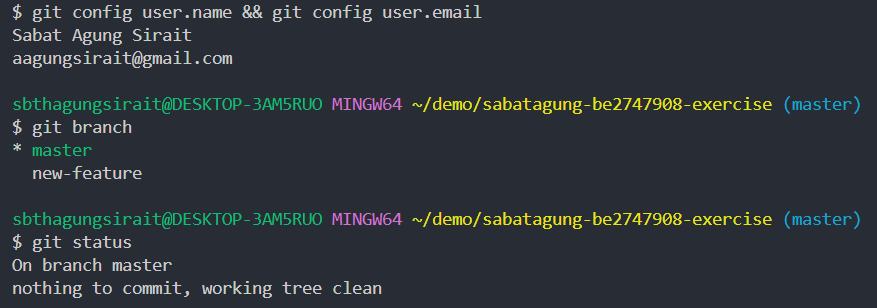 $ git config user.name && git config user.email
Sabat Agung Sirait
aagungsirait@gmail.com
sbthagungsirait@DESKTOP-3AM5RUO MINGW64 ~/demo/sabatagung-be2747908-exercise (master)
$ git branch
* master
new-feature
sbthagungsirait@DESKTOP-3AM5RUO MINGW64 ~/demo/sabatagung-be2747908-exercise (master)
$ git status
On branch master
nothing to commit, working tree clean